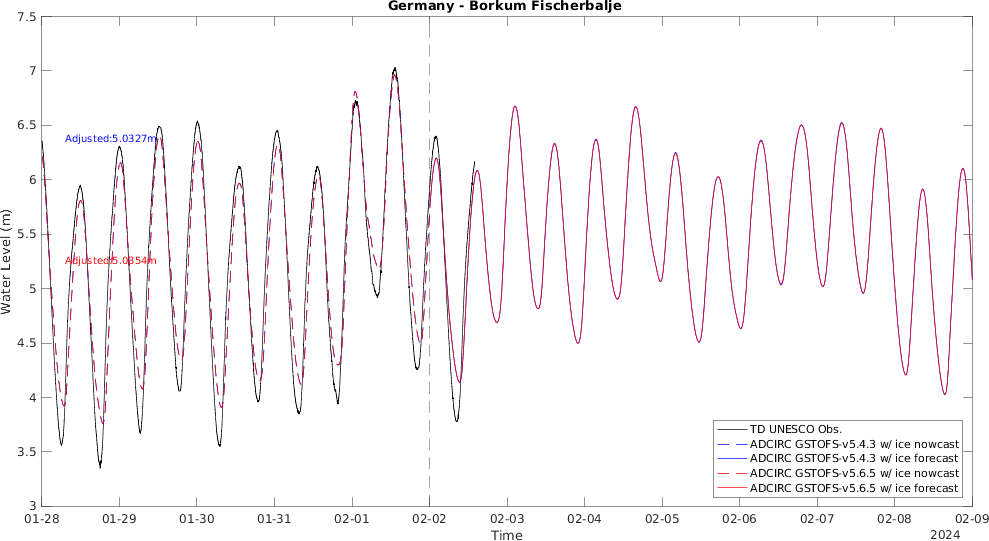 Germany - Borkum Fischerbalje
7.5
7
6.5
6
5.5
5
4.5
4
3.5
3
Water Level (m)
Adjusted:5.0327m
Adjusted:5.0354m
TD UNESCO Obs.
ADCIRC GSTOFS-v5.4.3 w/ ice nowcast
ADCIRC GSTOFS-v5.4.3 w/ ice forecast
ADCIRC GSTOFS-v5.6.5 w/ ice nowcast
ADCIRC GSTOFS-v5.6.5 w/ ice forecast
01-28 01-29 01-30 01-31 02-01 02-02 02-03 02-04 02-05 02-06 02-07 02-08 02-09
Time
2024